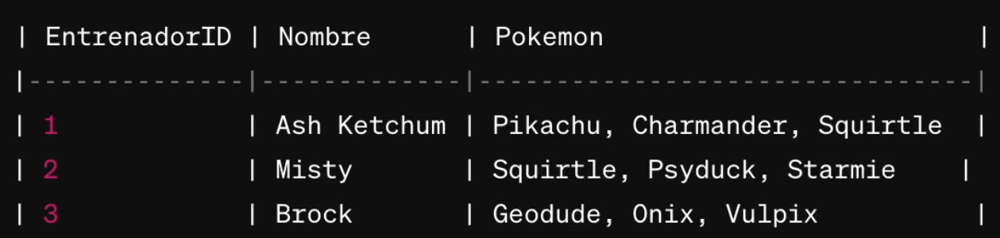 | EntrenadorID | Nombre      | Pokemon                        |
|--------------|-------------|--------------------------------|
| 1            | Ash Ketchum | Pikachu, Charmander, Squirtle  |
| 2            | Misty       | Squirtle, Psyduck, Starmie    |
| 3            | Brock       | Geodude, Onix, Vulpix          |